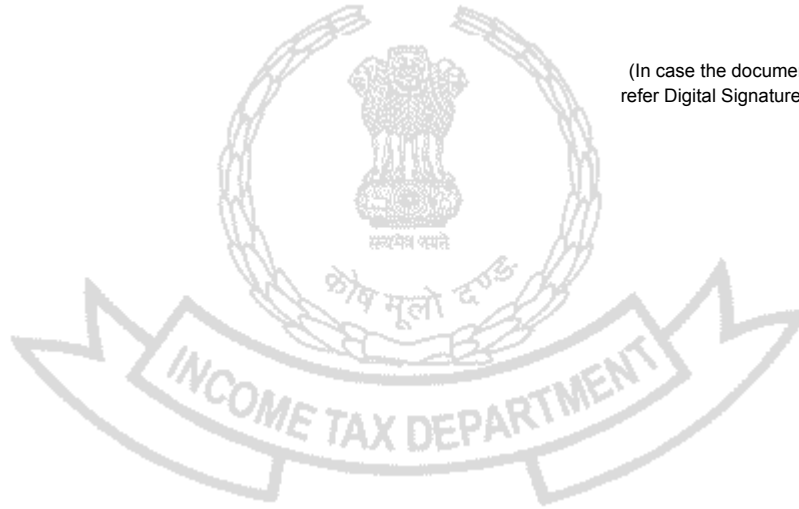 (In case the docume
refer Digital Signature
सत्यमेव जयते
कोष मूलो दण्ड:
INCOME TAX DEPARTMENT